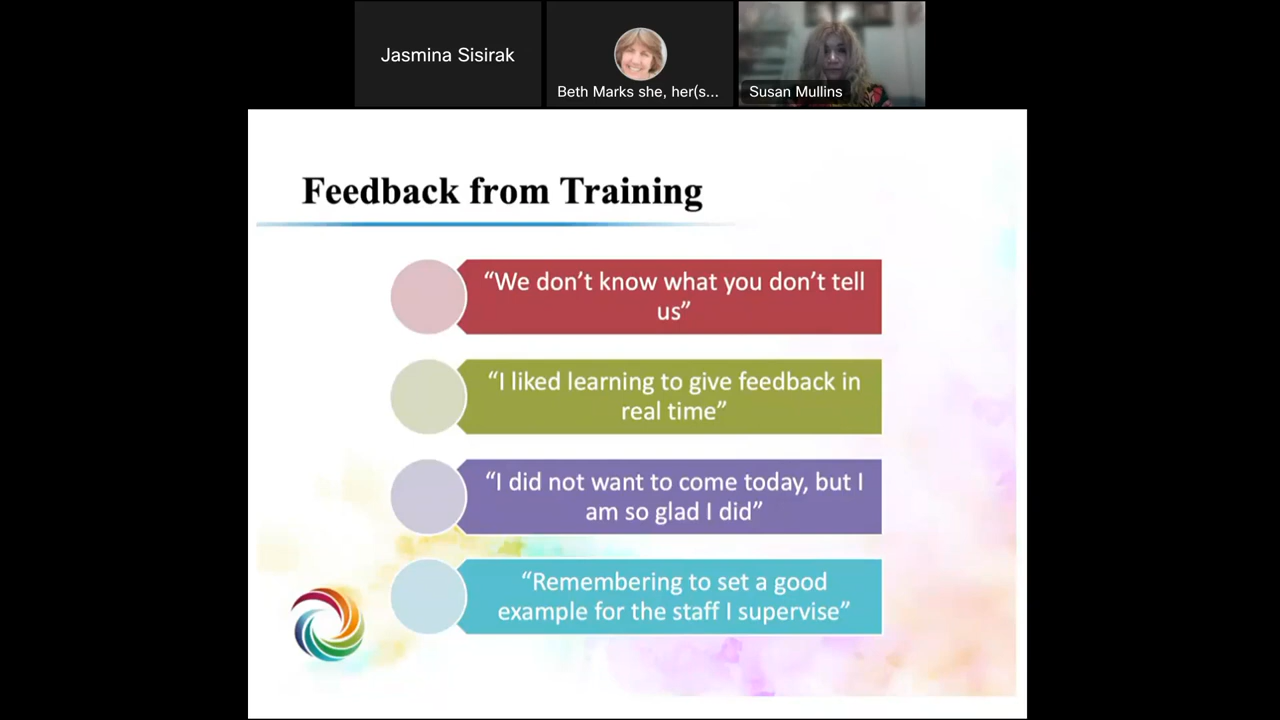 Jasmina Sisirak
Beth Marks she, her(s...
Susan Mullins
Feedback from Training
“We don’t know what you don’t tell
us”
“I liked learning to give feedback in
real time”
“I did not want to come today, but I
am so glad I did”
“Remembering to set a good
example for the staff I supervise”